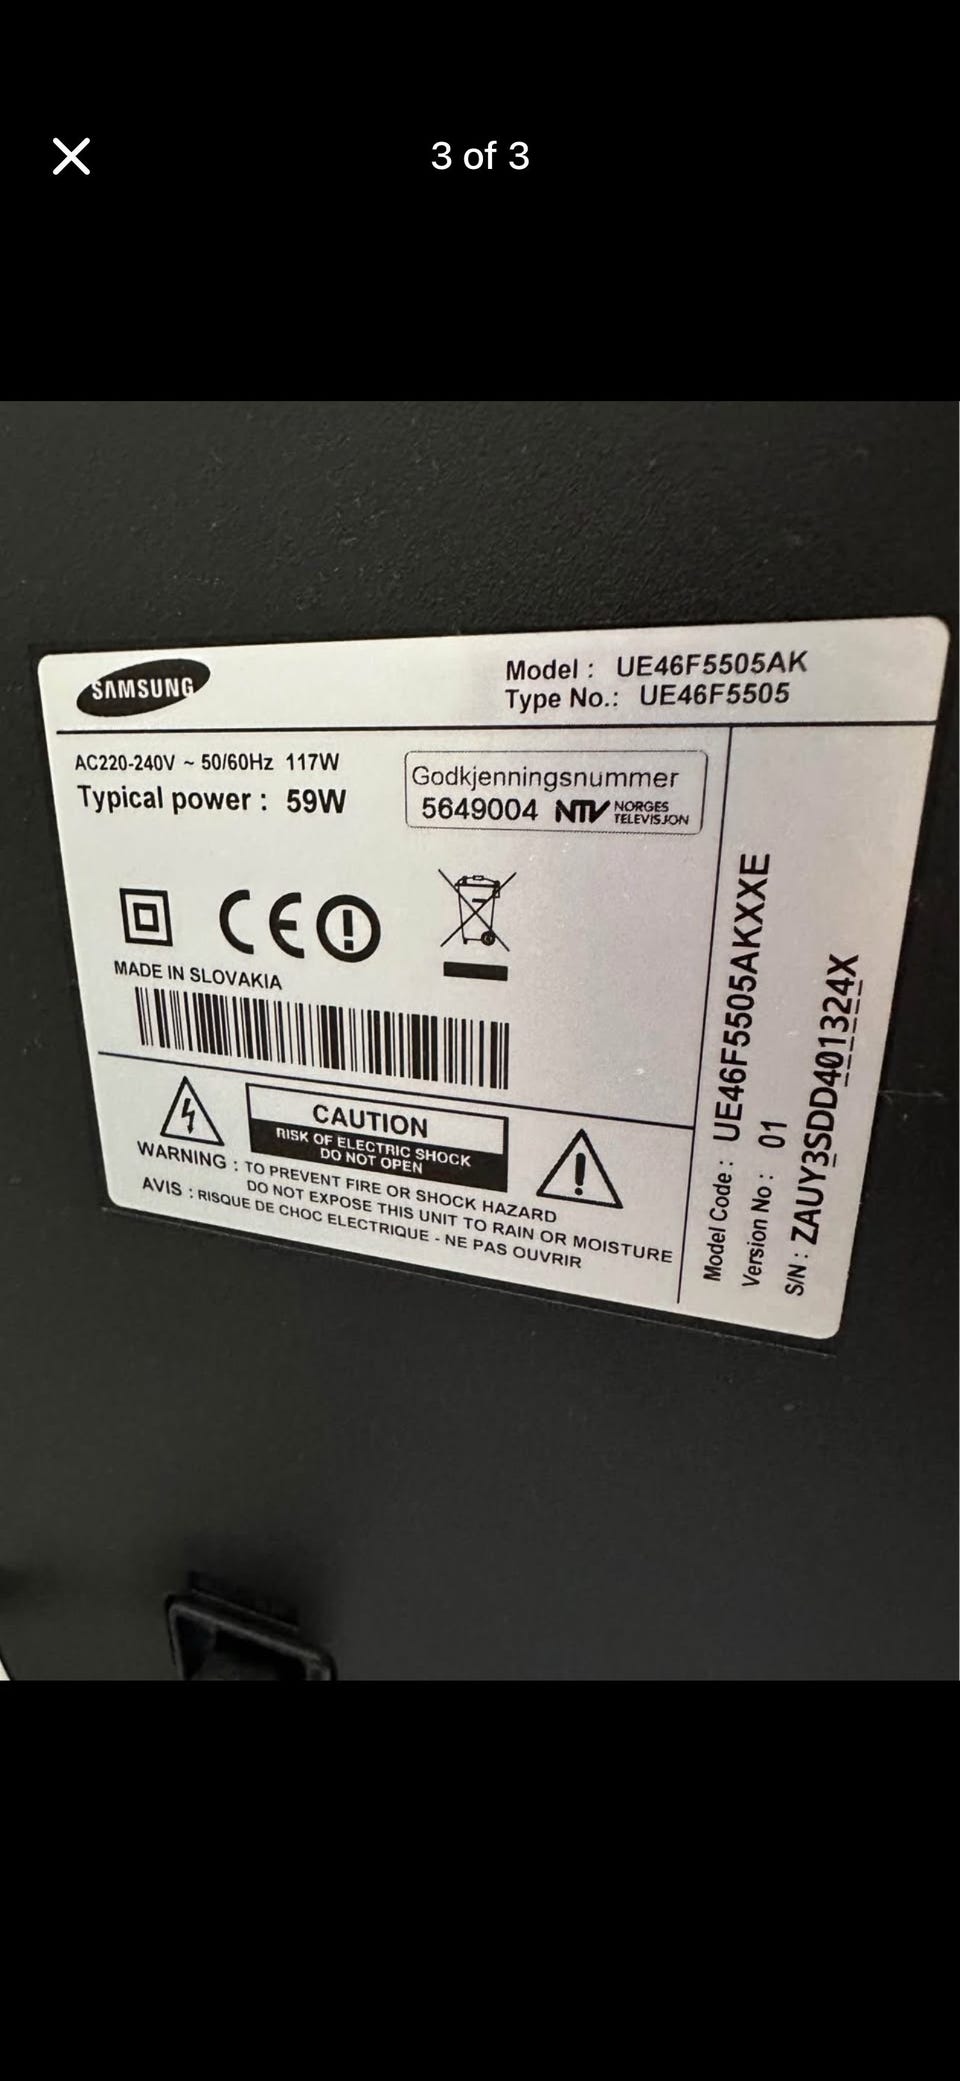 3 of 3
SAMSUNG
Model : UE46F5505AK
Type No.: UE46F5505
AC220-240V ~ 50/60Hz 117W
Typical power : 59W
Godkjenningsnummer
5649004 NTV NORGES
TELEVISJON
CE
MADE IN SLOVAKIA
CAUTION
RISK OF ELECTRIC SHOCK
DO NOT OPEN
WARNING : TO PREVENT FIRE OR SHOCK HAZARD
DO NOT EXPOSE THIS UNIT TO RAIN OR MOISTURE
AVIS : RISQUE DE CHOC ELECTRIQUE - NE PAS OUVRIR
Model Code : UE46F5505AKXXE
Version No : 01
S/N : ZAUY3SDD401324X